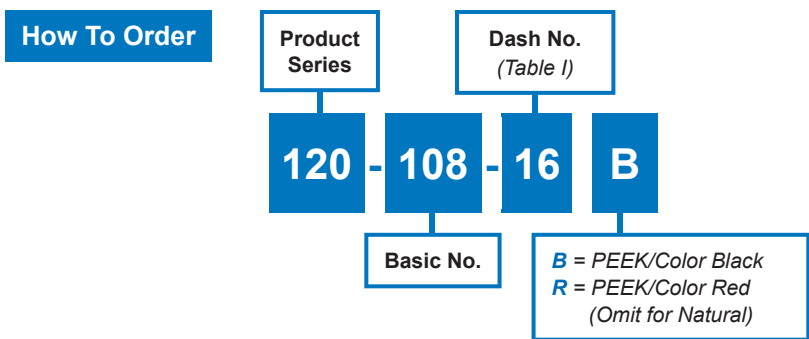 How To Order
Product
Series
Dash No.
(Table I)
120 - 108 - 16 B
Basic No.
B = PEEK/Color Black
R = PEEK/Color Red
(Omit for Natural)